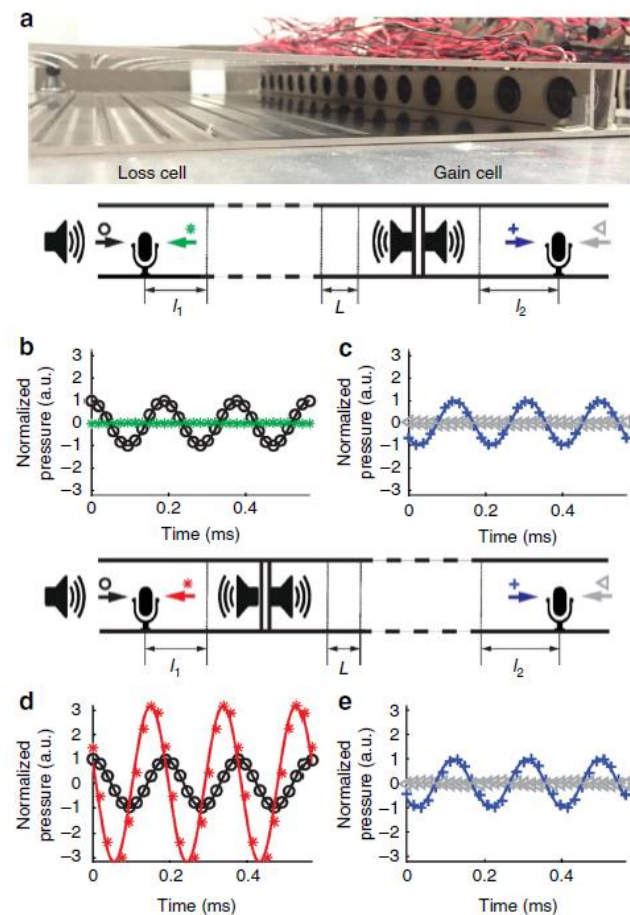 a
Loss cell Gain cell
l1 L l2
b
Normalized
pressure (a.u.)
3
2
1
0
−1
−2
−3
0 0.2 0.4
Time (ms)
c
Normalized
pressure (a.u.)
3
2
1
0
−1
−2
−3
0 0.2 0.4
Time (ms)
l1 L l2
d
Normalized
pressure (a.u.)
3
2
1
0
−1
−2
−3
0 0.2 0.4
Time (ms)
e
Normalized
pressure (a.u.)
3
2
1
0
−1
−2
−3
0 0.2 0.4
Time (ms)